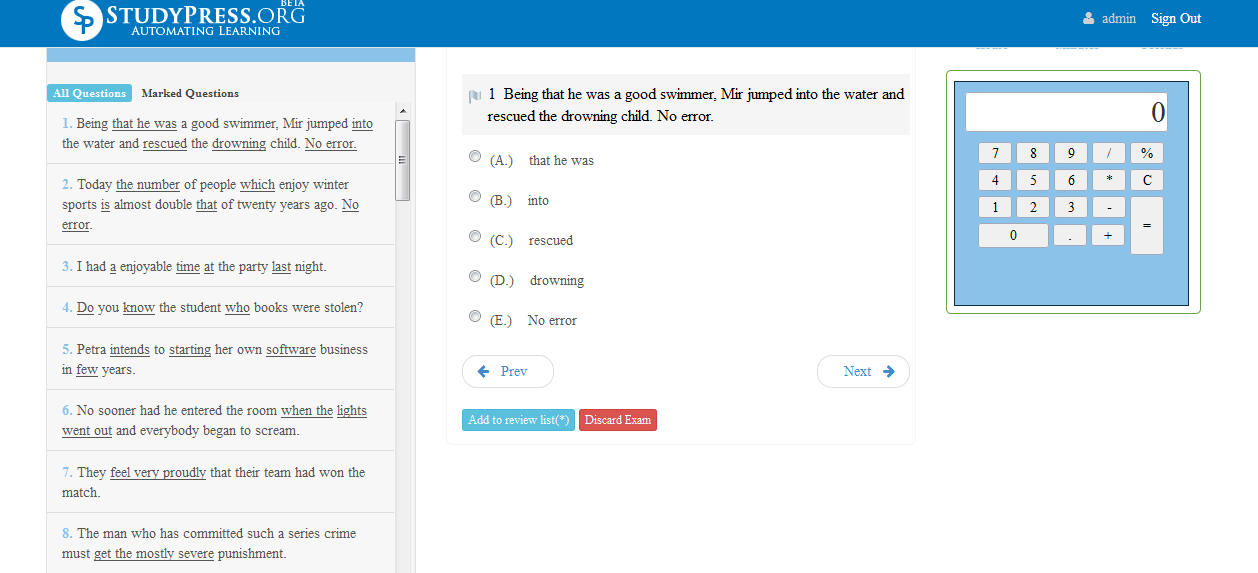 BETA
STUDYPRESS.ORG
AUTOMATING LEARNING
SP
admin Sign Out
All Questions Marked Questions
1. Being that he was a good swimmer, Mir jumped into
the water and rescued the drowning child. No error.
2. Today the number of people which enjoy winter
sports is almost double that of twenty years ago. No
error.
3. I had a enjoyable time at the party last night.
4. Do you know the student who books were stolen?
5. Petra intends to starting her own software business
in few years.
6. No sooner had he entered the room when the lights
went out and everybody began to scream.
7. They feel very proudly that their team had won the
match.
8. The man who has committed such a series crime
must get the mostly severe punishment.
1 Being that he was a good swimmer, Mir jumped into the water and
rescued the drowning child. No error.
(A.) that he was
(B.) into
(C.) rescued
(D.) drowning
(E.) No error
Prev Next
Add to review list(*) Discard Exam
0
7 8 9 / %
4 5 6 * C
1 2 3 - =
0 . +